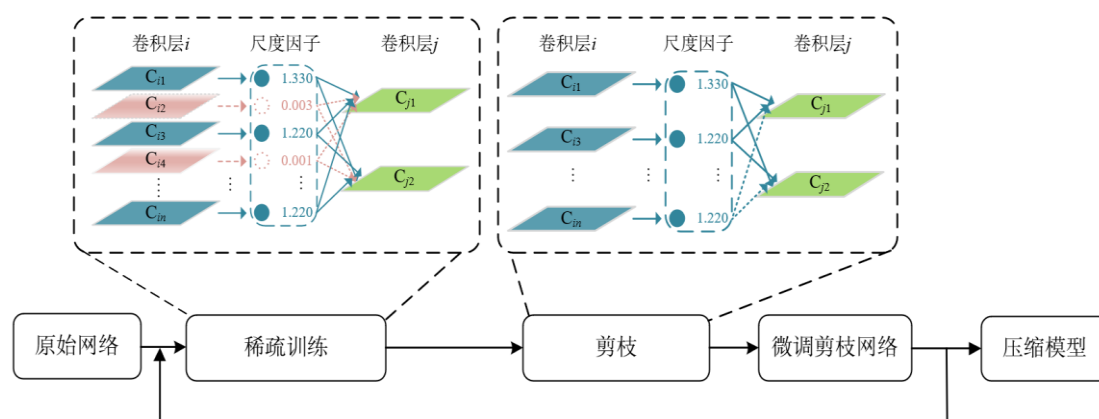 卷积层i 尺度因子 卷积层j
Ci1 1.330
Ci2 0.003 Cj1
Ci3 1.220
Ci4 0.001
⋮ ⋮ ⋮ Cj2
Cin 1.220
卷积层i 尺度因子 卷积层j
Ci1 1.330
Cj1
Ci3 1.220
⋮ ⋮ ⋮ Cj2
Cin 1.220
原始网络 稀疏训练 剪枝 微调剪枝网络 压缩模型